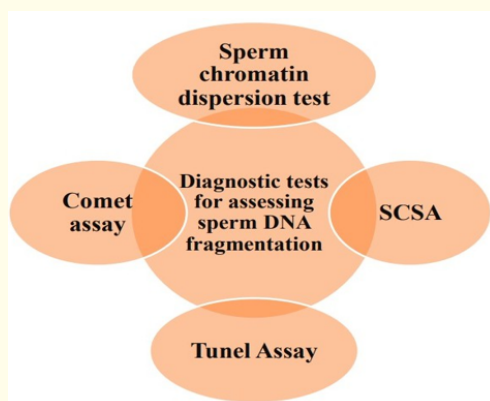 Sperm
chromatin
dispersion test
Comet
assay
Diagnostic tests
for assessing
sperm DNA
fragmentation
SCSA
Tunel Assay